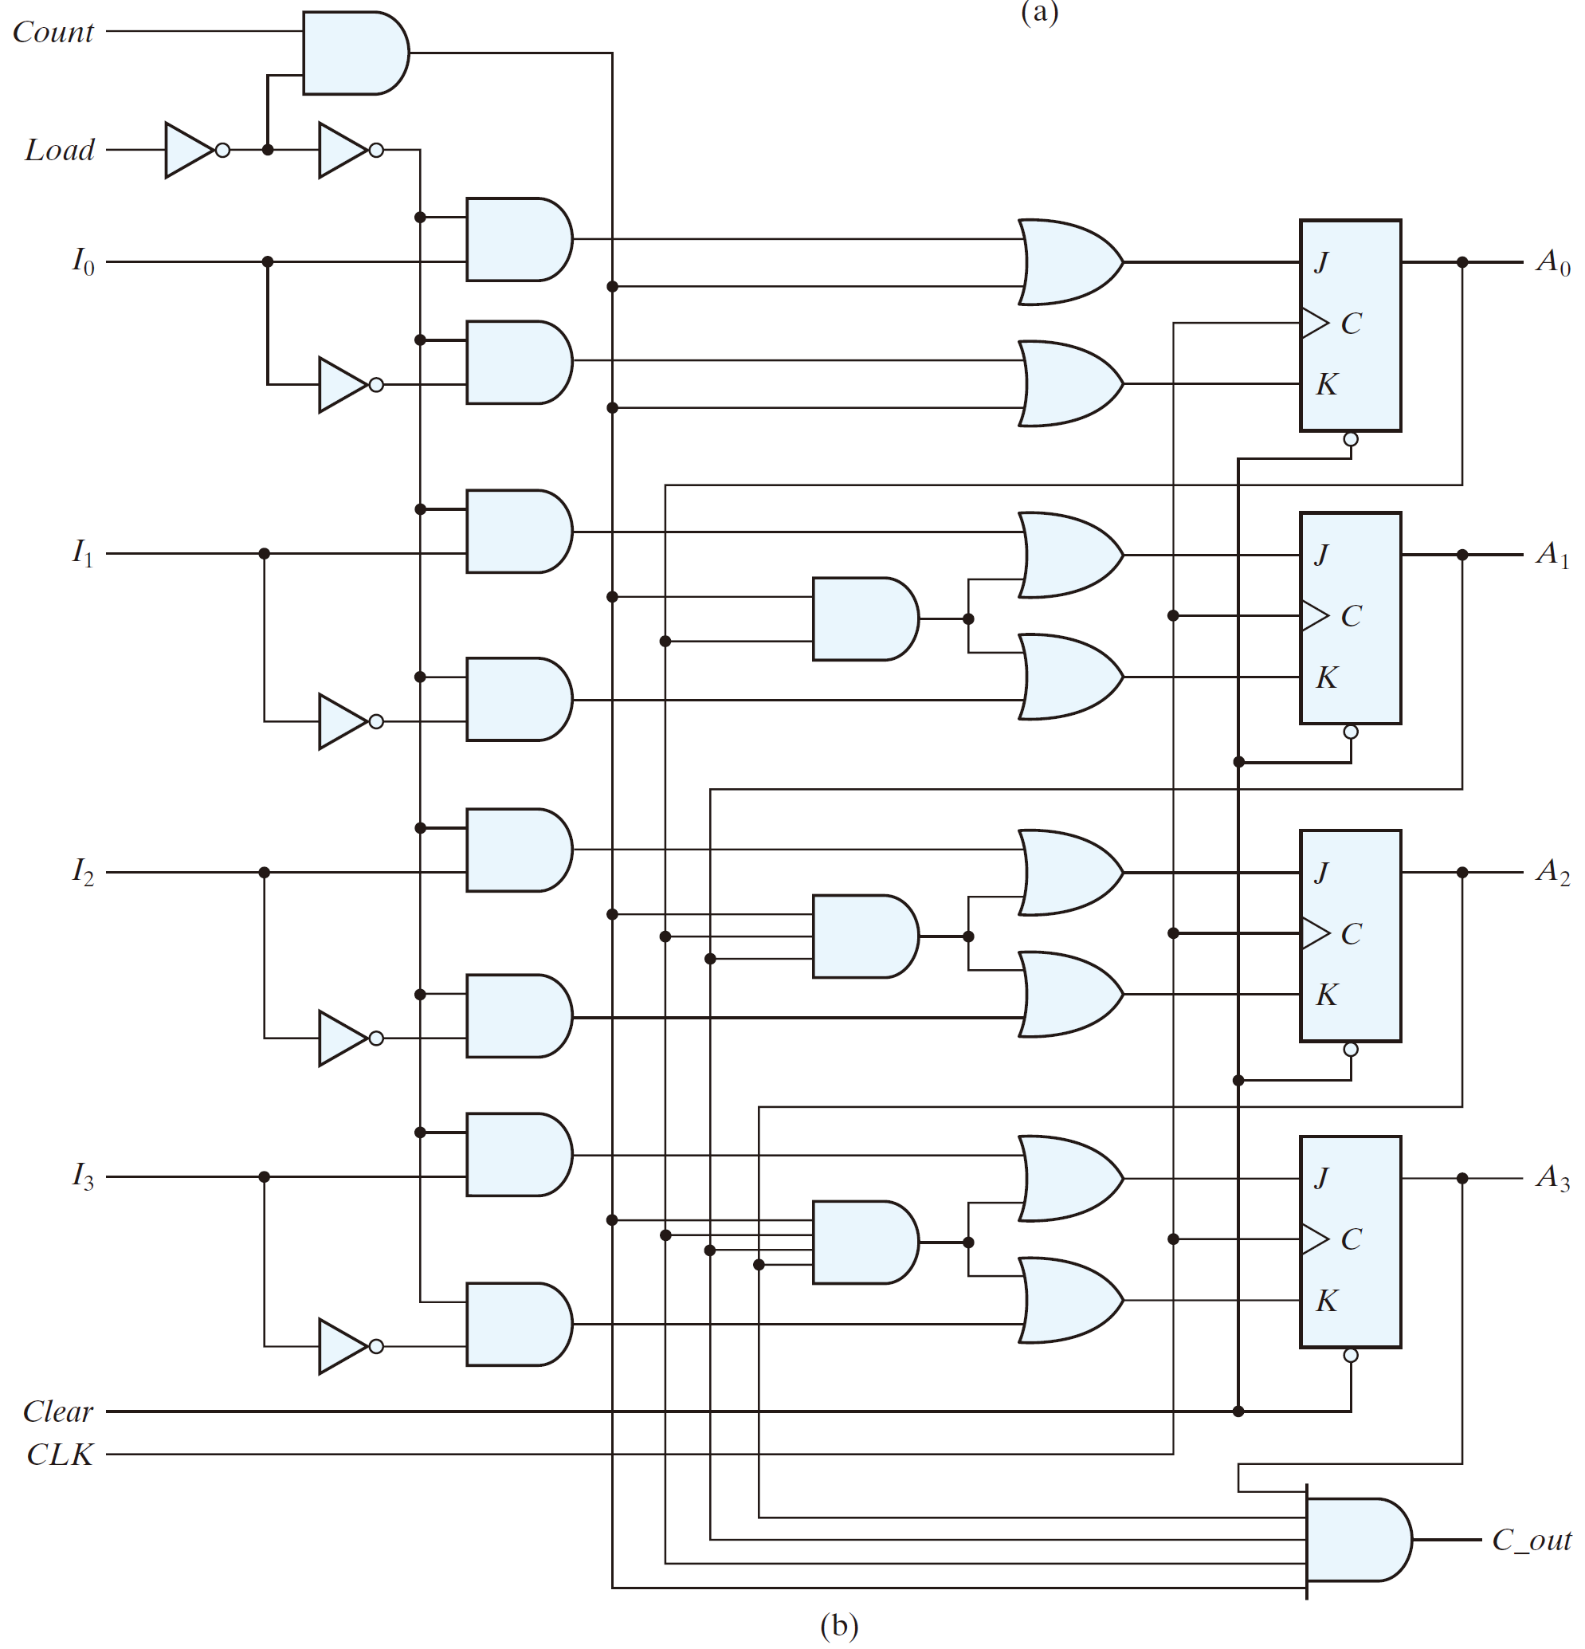 (a)
Count
Load
I₀
J
A₀
C
K
I₁
J
A₁
C
K
I₂
J
A₂
C
K
I₃
J
A₃
C
K
Clear
CLK
C_out
(b)